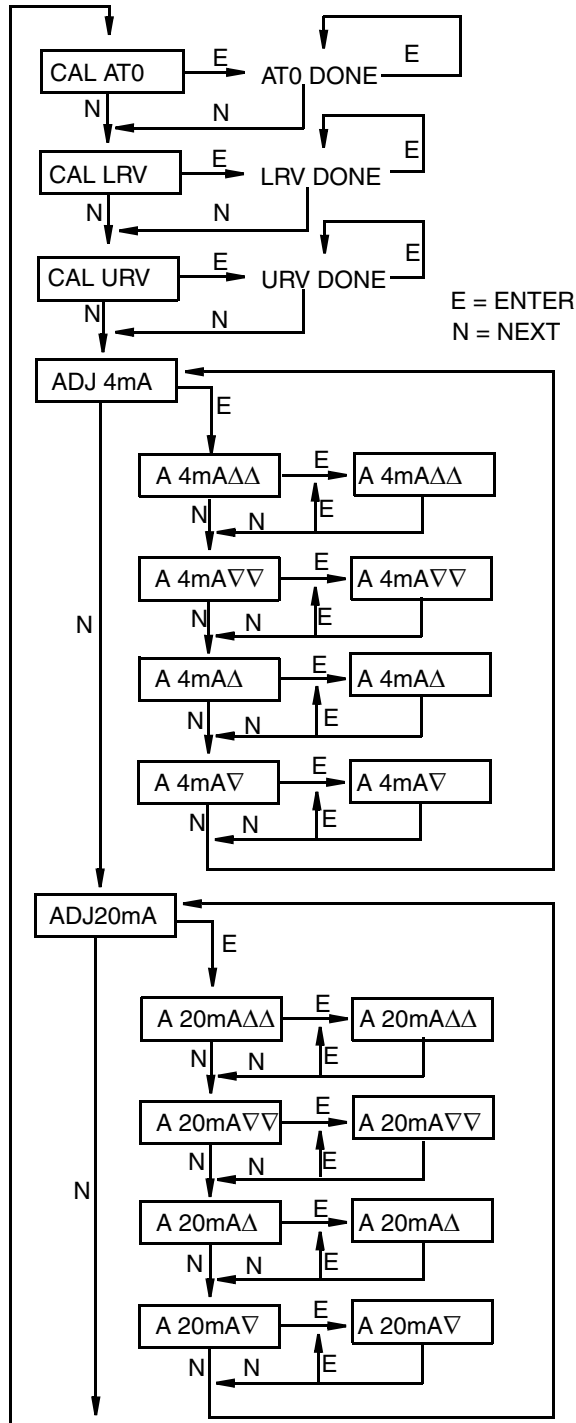 E
CAL AT0
E
AT0 DONE
N
N
E
CAL LRV
E
LRV DONE
N
N
E
CAL URV
E
URV DONE
N
N
E = ENTER
N = NEXT
ADJ 4mA
E
A 4mA∆∆
E
A 4mA∆∆
N
N
E
A 4mA∇∇
E
A 4mA∇∇
N
N
E
N
A 4mA∆
E
A 4mA∆
N
N
E
A 4mA∇
E
A 4mA∇
N
N
E
ADJ20mA
E
A 20mA∆∆
E
A 20mA∆∆
N
N
E
A 20mA∇∇
E
A 20mA∇∇
N
N
N
E
A 20mA∆
E
A 20mA∆
N
N
E
A 20mA∇
E
A 20mA∇
N
N
E